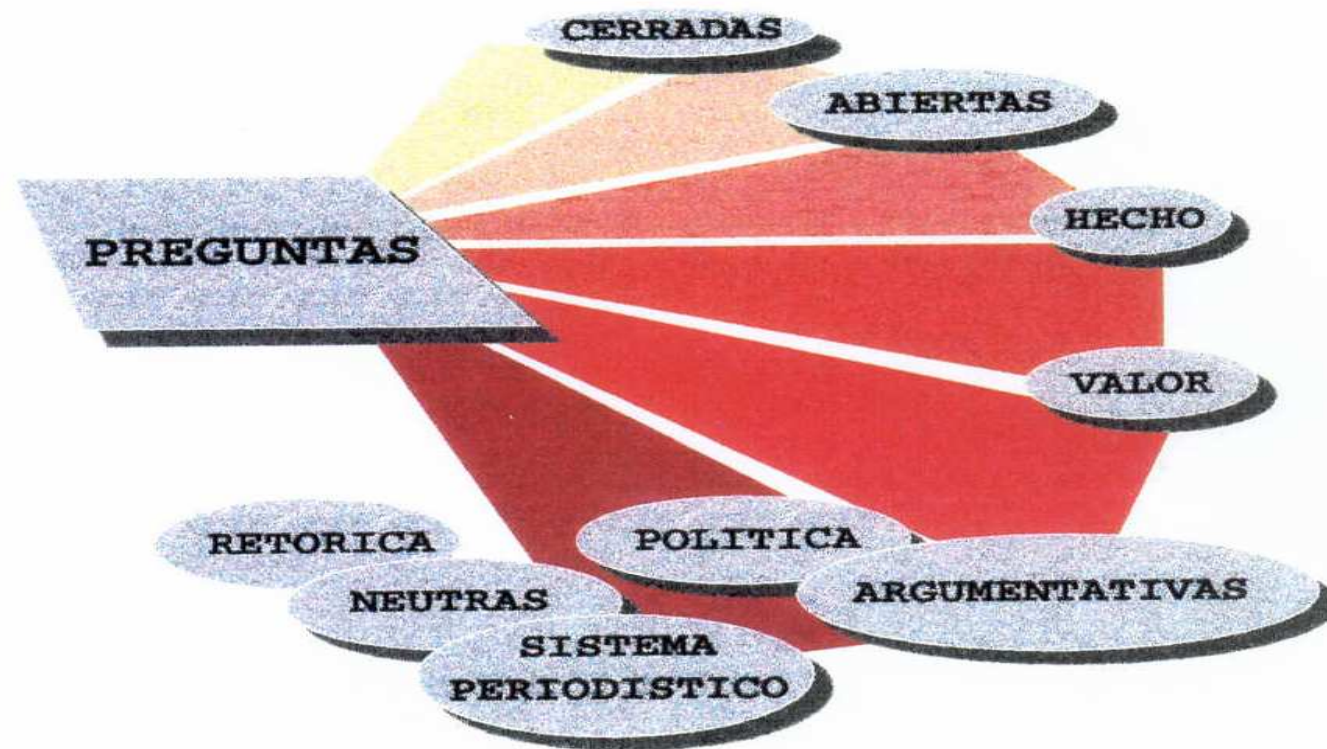 CERRADAS
ABIERTAS
PREGUNTAS
HECHO
VALOR
RETORICA
POLITICA
NEUTRAS
ARGUMENTATIVAS
SISTEMA
PERIODISTICO